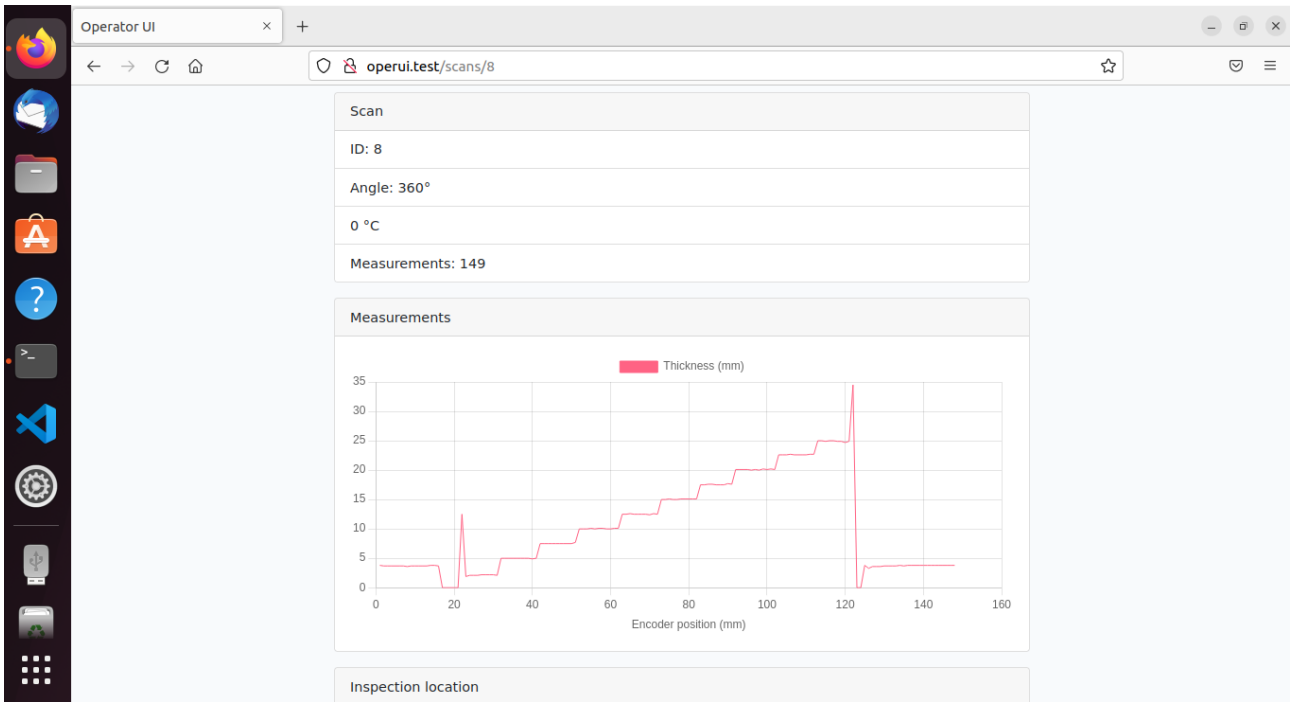 Operator UI
operui.test/scans/8
Scan
ID: 8
Angle: 360°
0 °C
Measurements: 149
Measurements
Thickness (mm)
35
30
25
20
15
10
5
0
0 20 40 60 80 100 120 140 160
Encoder position (mm)
Inspection location